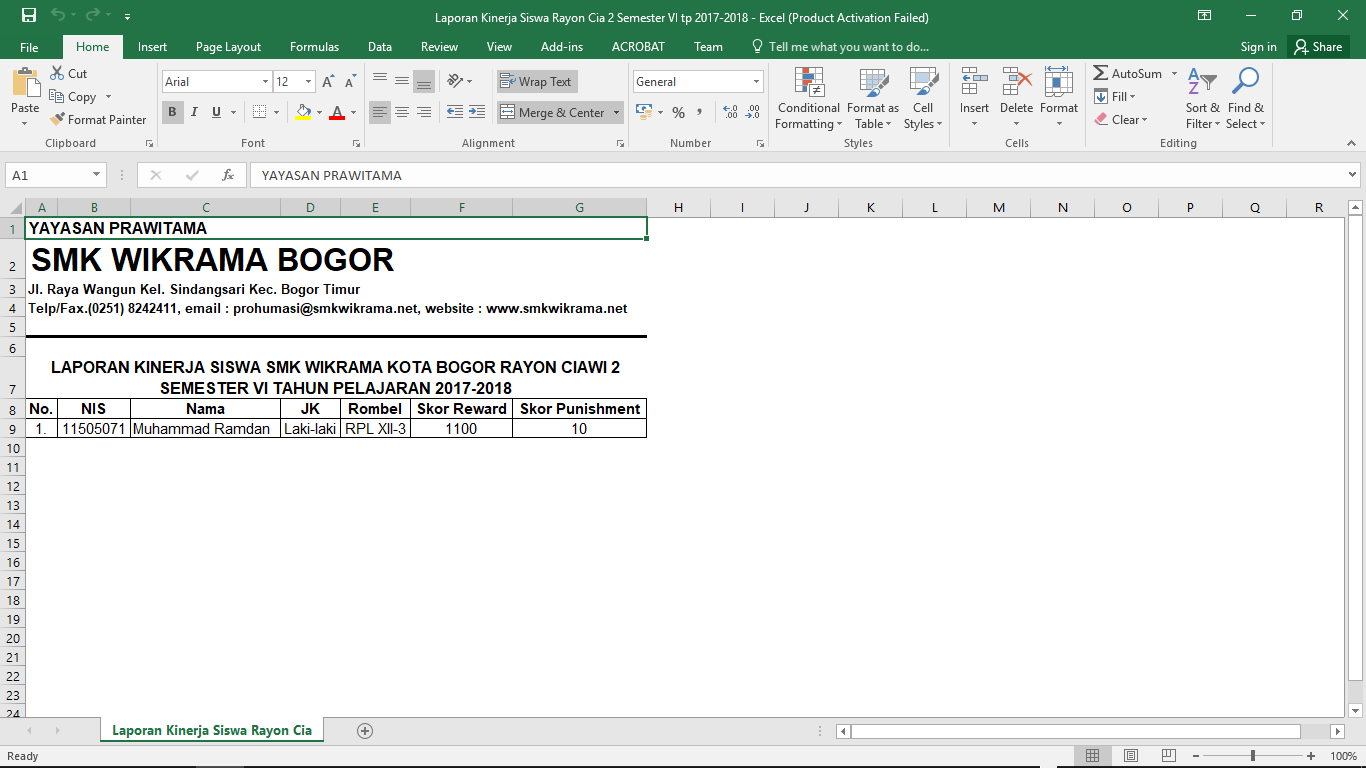 Laporan Kinerja Siswa Rayon Cia 2 Semester VI tp 2017-2018 - Excel (Product Activation Failed)
File Home Insert Page Layout Formulas Data Review View Add-ins ACROBAT Team Tell me what you want to do... Sign in Share
Paste
Cut
Copy
Format Painter
Clipboard
Arial 12
B I U
Font
Wrap Text
Merge & Center
Alignment
General
Number
Conditional Formatting
Format as Table
Cell Styles
Styles
Insert Delete Format
Cells
AutoSum
Fill
Clear
Sort & Filter
Find & Select
Editing
A1 fx YAYASAN PRAWITAMA
A B C D E F G H I J K L M N O P Q R
1 YAYASAN PRAWITAMA
2 SMK WIKRAMA BOGOR
3 Jl. Raya Wangun Kel. Sindangsari Kec. Bogor Timur
4 Telp/Fax.(0251) 8242411, email : prohumasi@smkwikrama.net, website : www.smkwikrama.net
5
6
LAPORAN KINERJA SISWA SMK WIKRAMA KOTA BOGOR RAYON CIAWI 2
7 SEMESTER VI TAHUN PELAJARAN 2017-2018
8 No. NIS Nama JK Rombel Skor Reward Skor Punishment
9 1. 11505071 Muhammad Ramdan Laki-laki RPL XII-3 1100 10
10
11
12
13
14
15
16
17
18
19
20
21
22
23
24
Laporan Kinerja Siswa Rayon Cia
Ready 100%